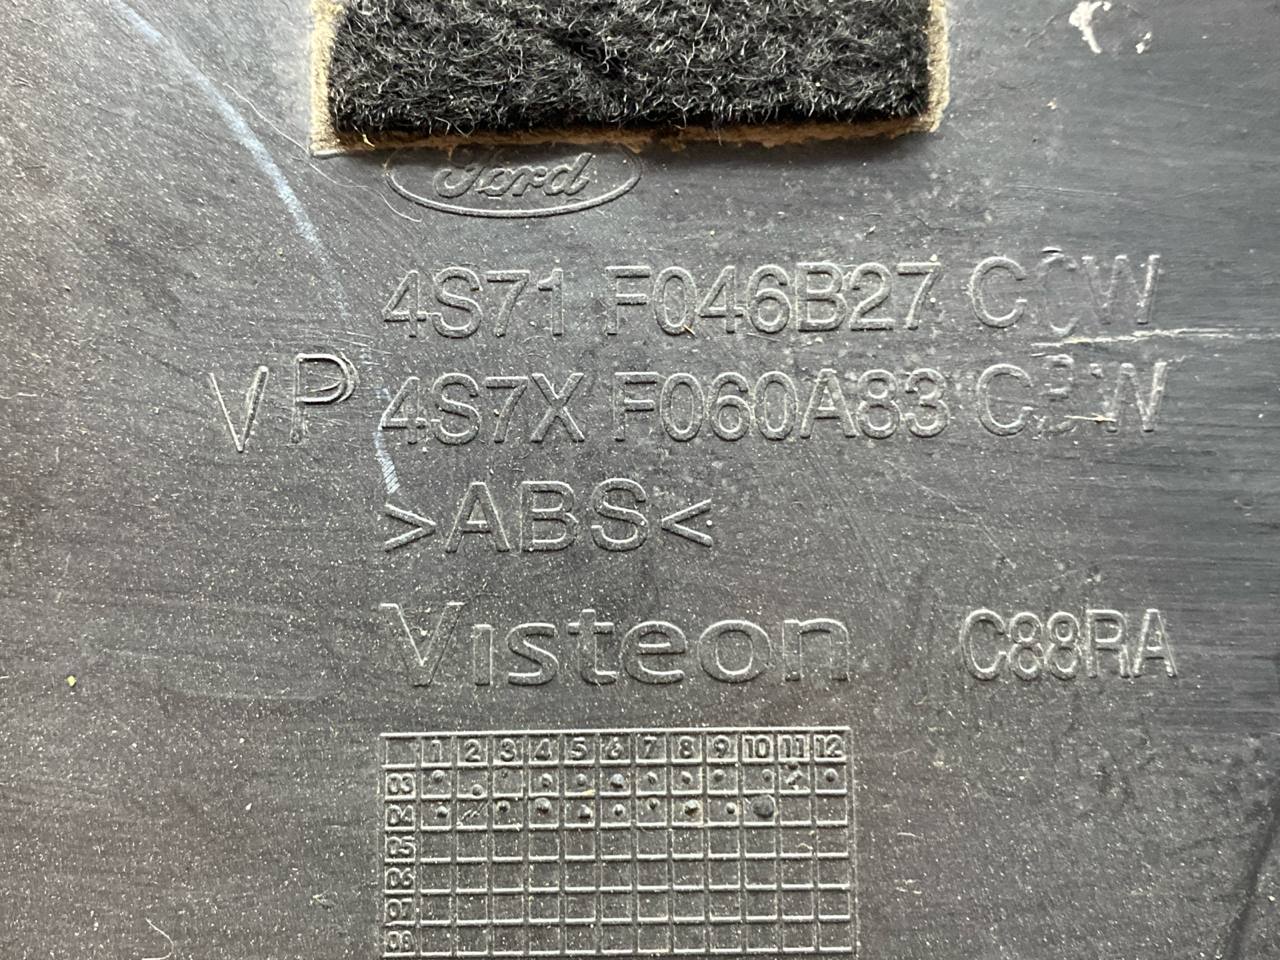 Ford
4S71 F046B27 CCW
VP 4S7X F060A83 CBW
>ABS<
Visteon C88RA
1 2 3 4 5 6 7 8 9 10 11 12
03
04
05
06
07
08